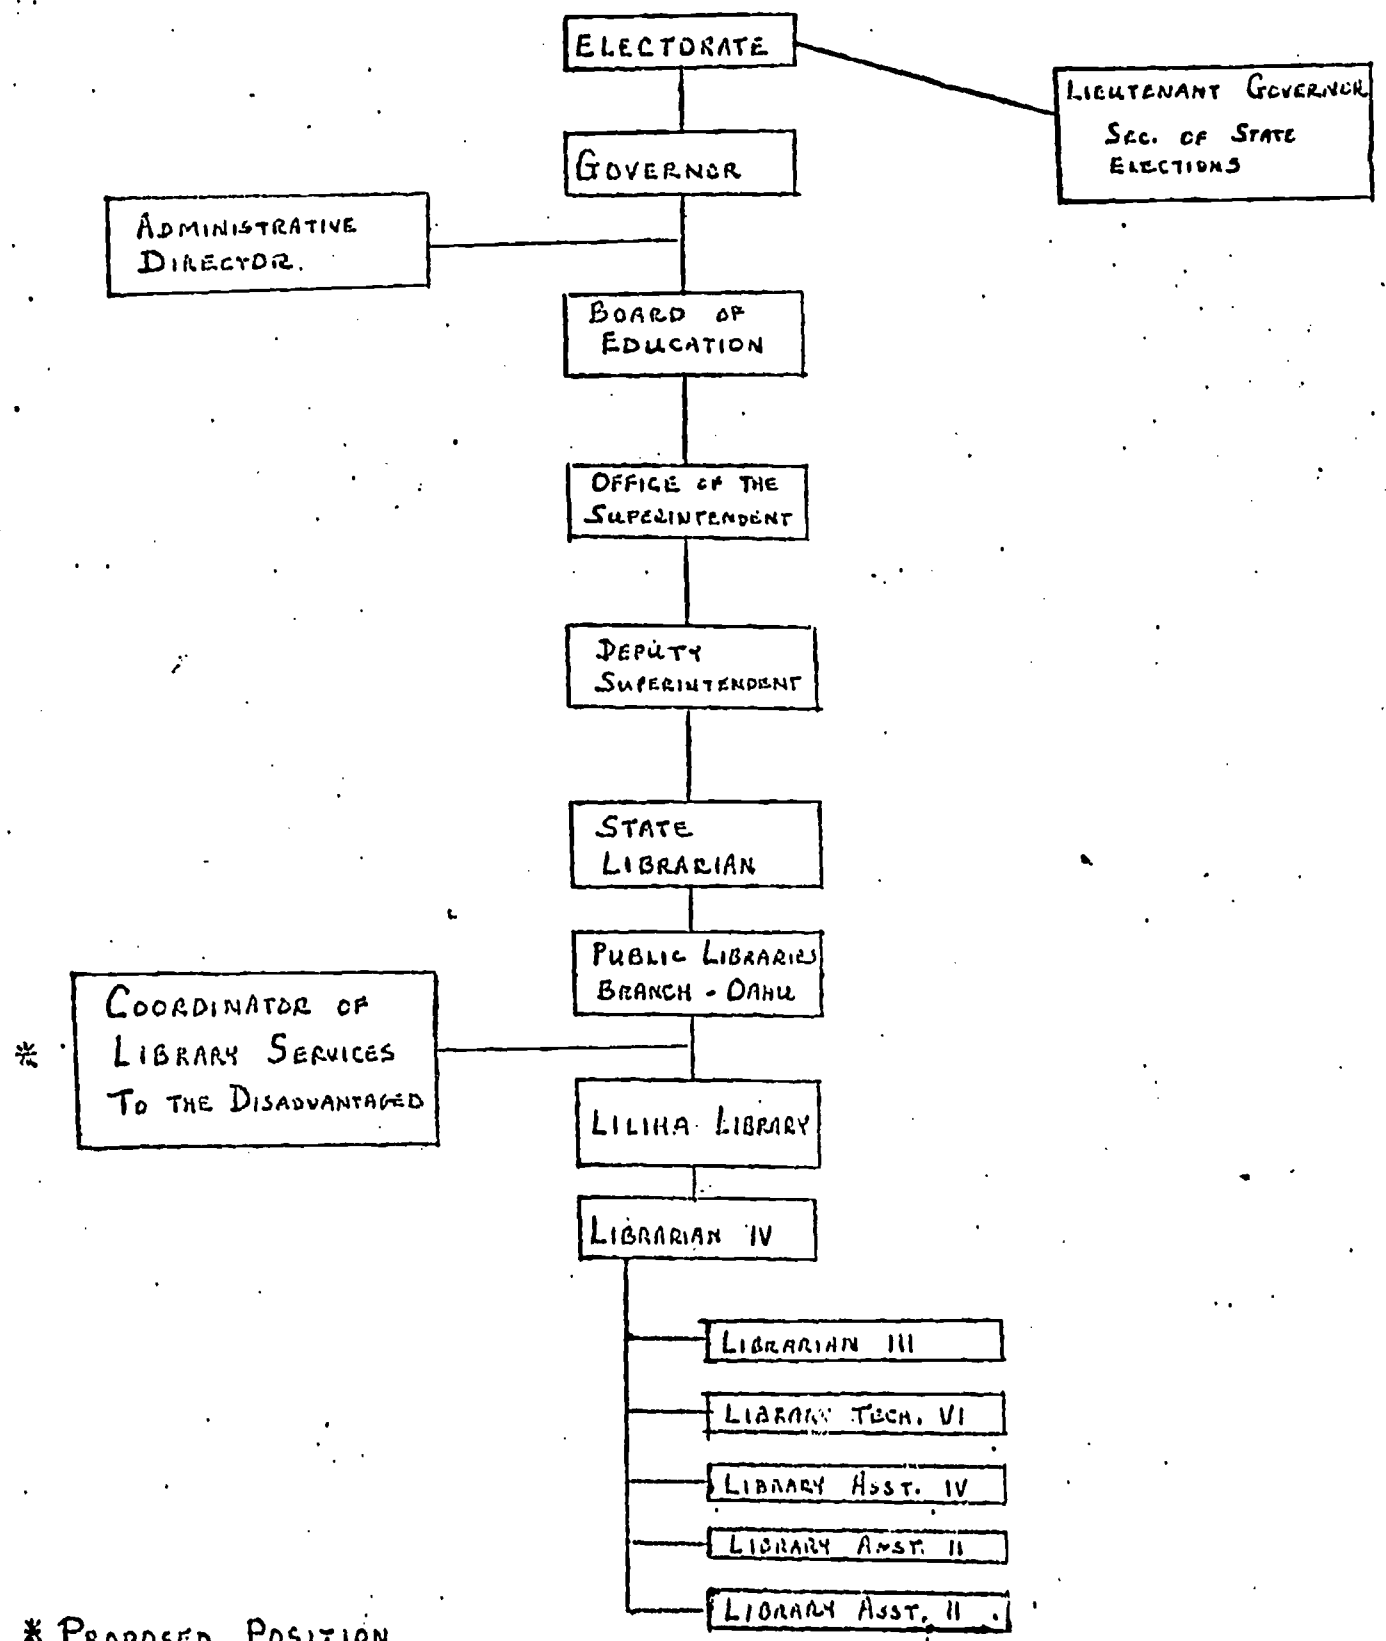 ELECTORATE
LIEUTENANT GOVERNOR
SEC. OF STATE
ELECTIONS
GOVERNOR
ADMINISTRATIVE
DIRECTOR.
BOARD OF
EDUCATION
OFFICE OF THE
SUPERINTENDENT
DEPUTY
SUPERINTENDENT
STATE
LIBRARIAN
PUBLIC LIBRARIES
BRANCH - OAHU
* COORDINATOR OF
LIBRARY SERVICES
TO THE DISADVANTAGED
LILIHA LIBRARY
LIBRARIAN IV
LIBRARIAN III
LIBRARY TECH. VI
LIBRARY ASST. IV
LIBRARY ASST. II
LIBRARY ASST. II
* PROPOSED POSITION